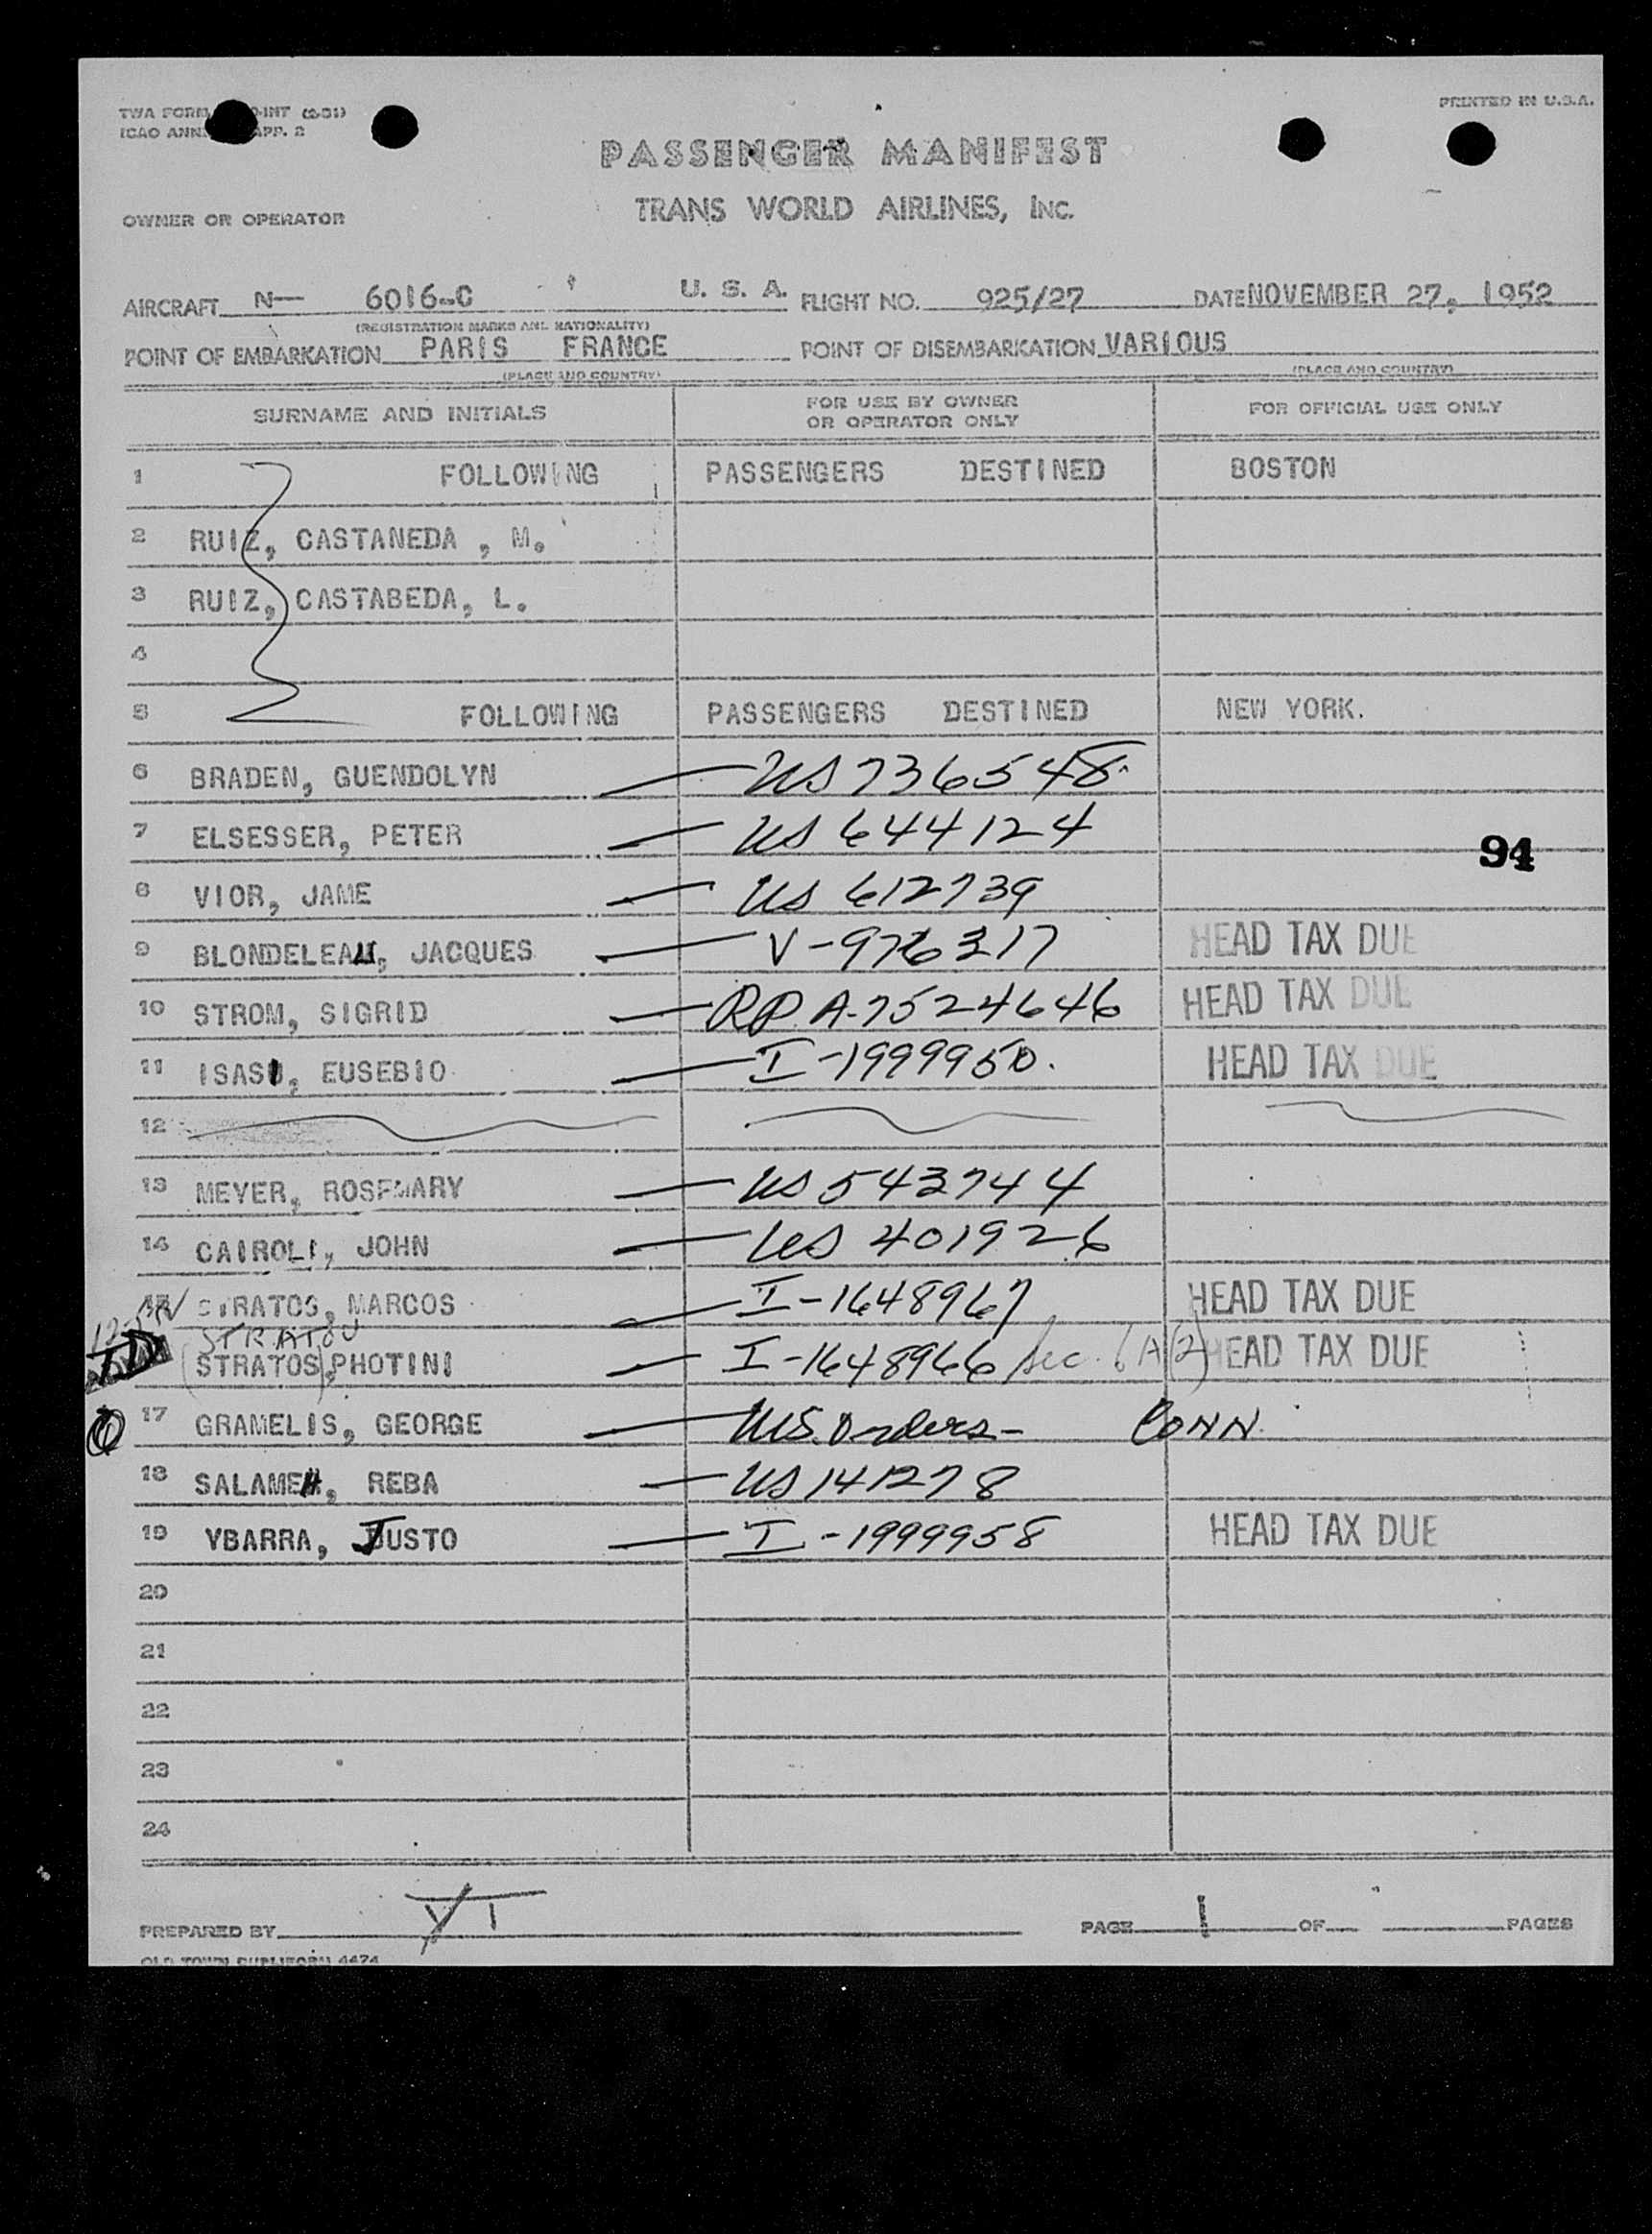 TWA FORM INT (2-51)
PRINTED IN U.S.A.
ICAO ANN. APP. 2
PASSENGER MANIFEST
TRANS WORLD AIRLINES, INC.
OWNER OR OPERATOR
AIRCRAFT N— 6016-C U. S. A. FLIGHT NO. 925/27 DATE NOVEMBER 27, 1952
(REGISTRATION MARKS AND NATIONALITY)
POINT OF EMBARKATION PARIS FRANCE POINT OF DISEMBARKATION VARIOUS
(PLACE AND COUNTRY) (PLACE AND COUNTRY)
SURNAME AND INITIALS FOR USE BY OWNER OR OPERATOR ONLY FOR OFFICIAL USE ONLY
1 FOLLOWING PASSENGERS DESTINED BOSTON
2 RUIZ, CASTANEDA , M.
3 RUIZ, CASTABEDA, L.
4
5 FOLLOWING PASSENGERS DESTINED NEW YORK.
6 BRADEN, GUENDOLYN — US 736548
7 ELSESSER, PETER — US 644124
94
8 VIOR, JAME — US 612739
9 BLONDELEAU, JACQUES — V-976317 HEAD TAX DUE
10 STROM, SIGRID — RP A-7524646 HEAD TAX DUE
11 ISASI, EUSEBIO — I-1999950. HEAD TAX DUE
12
13 MEYER, ROSEMARY — US 543744
14 CAIROLI, JOHN — US 401926
STRATOS, MARCOS — I-1648967 HEAD TAX DUE
STRATOU
(STRATOS), PHOTINI — I-1648966 Sec. 6A(2) HEAD TAX DUE
17 GRAMELIS, GEORGE — US. Orders- CONN.
18 SALAMEH, REBA — US 141278
19 YBARRA, JUSTO — I-1999958 HEAD TAX DUE
20
21
22
23
24
PREPARED BY PAGE 1 OF PAGES
OLD TOWN 4474